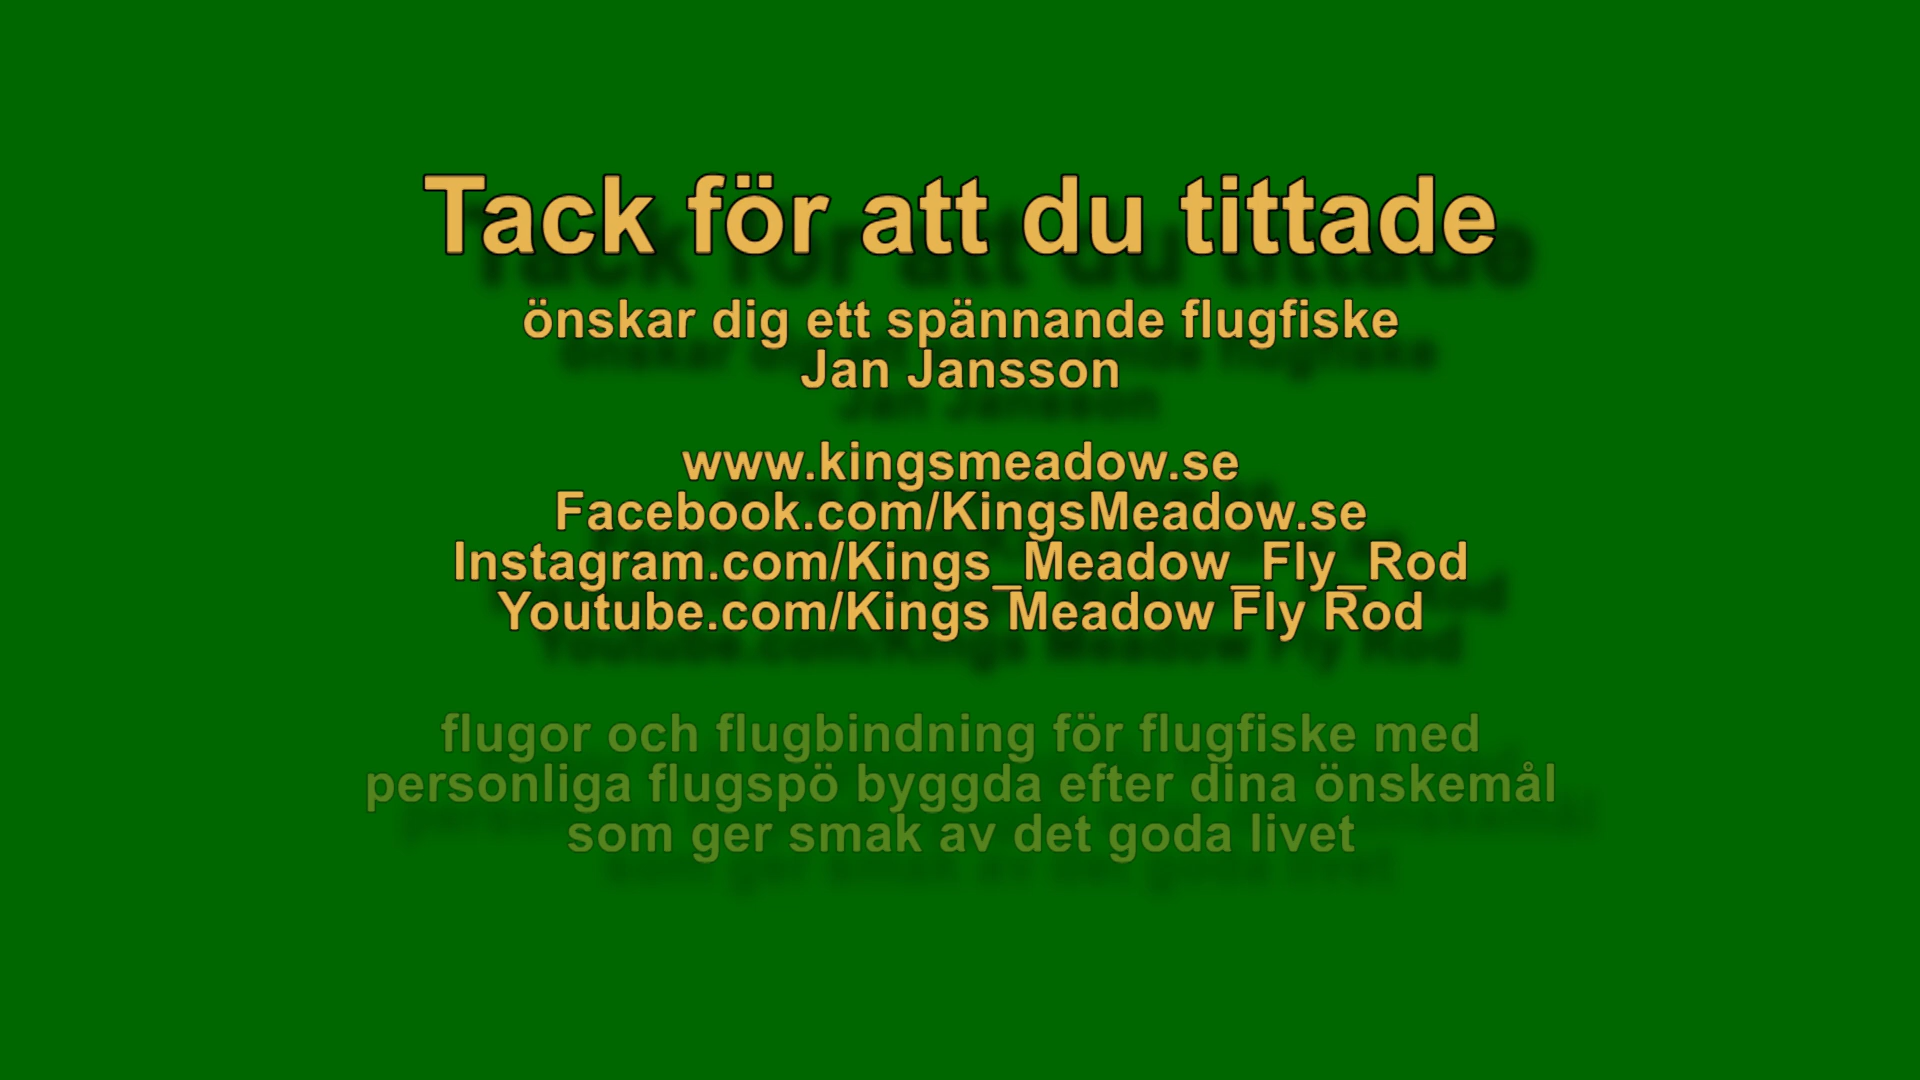 Tack för att du tittade
önskar dig ett spännande flugfiske
Jan Jansson
www.kingsmeadow.se
Facebook.com/KingsMeadow.se
Instagram.com/Kings_Meadow_Fly_Rod
Youtube.com/Kings Meadow Fly Rod
flugor och flugbindning för flugfiske med
personliga flugspö byggda efter dina önskemål
som ger smak av det goda livet